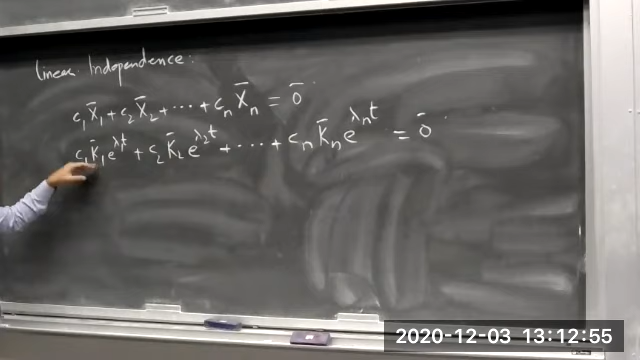 Linear Independence:
c₁X̄₁ + c₂X̄₂ + ⋯ + cₙX̄ₙ = 0̄
c₁K̄₁e^λ₁t + c₂K̄₂e^λ₂t + ⋯ + cₙK̄ₙe^λₙt = 0̄
2020-12-03 13:12:55